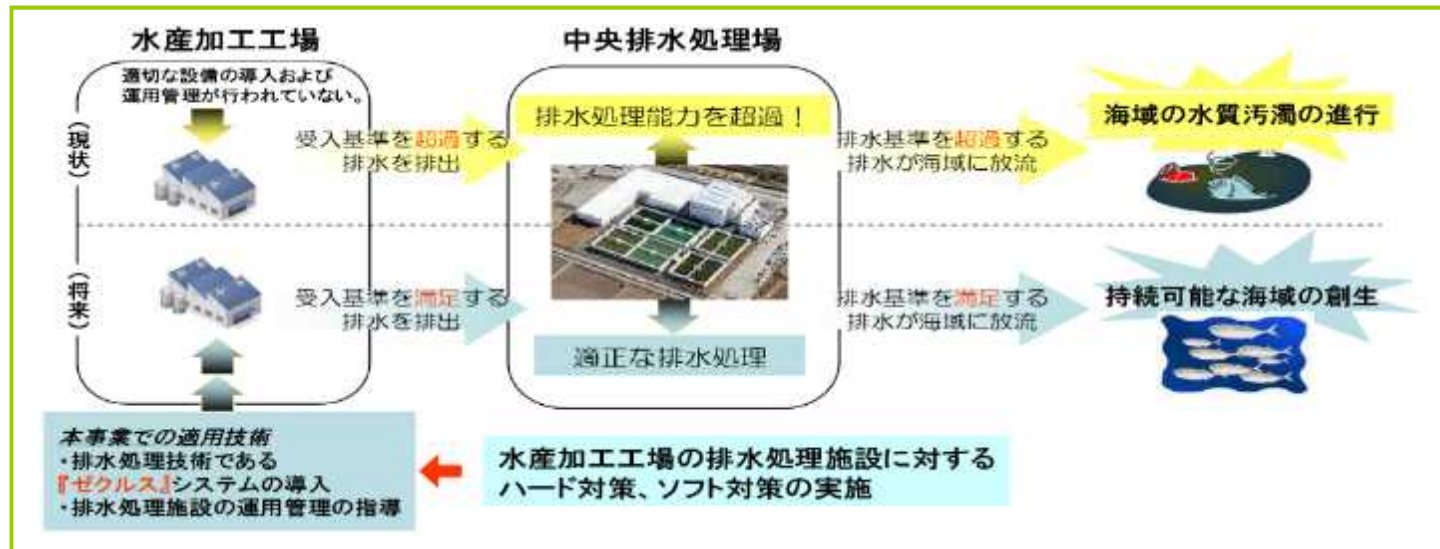 水産加工工場
中央排水処理場
適切な設備の導入および
運用管理が行われていない。
(現状)
受入基準を超過する
排水を排出
排水処理能力を超過！
排水基準を超過する
排水が海域に放流
海域の水質汚濁の進行
(将来)
受入基準を満足する
排水を排出
適正な排水処理
排水基準を満足する
排水が海域に放流
持続可能な海域の創生
本事業での適用技術
・排水処理技術である
『ゼクルス』システムの導入
・排水処理施設の運用管理の指導
水産加工工場の排水処理施設に対する
ハード対策、ソフト対策の実施